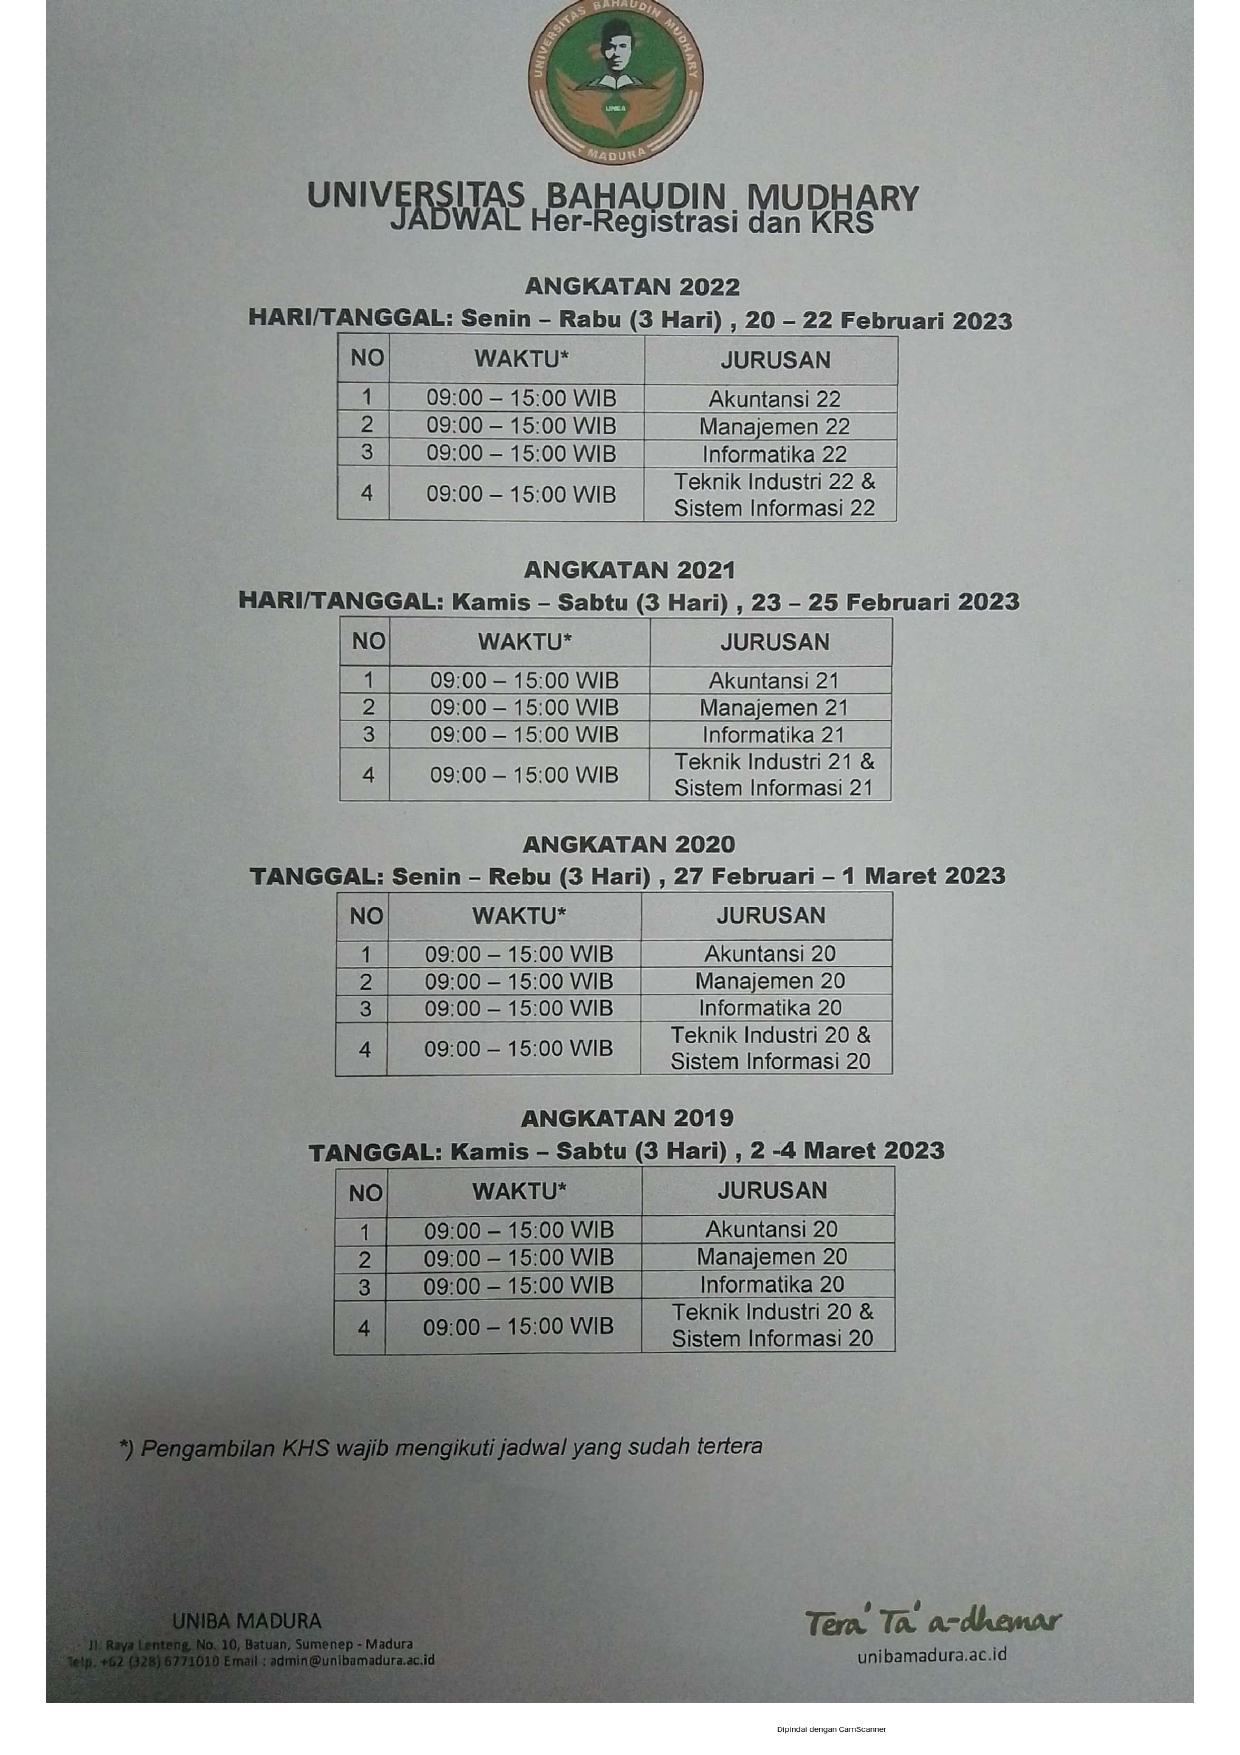 UNIVERSITAS BAHAUDIN MUDHARY
UNIBA
MADURA
UNIVERSITAS BAHAUDIN MUDHARY
JADWAL Her-Registrasi dan KRS
ANGKATAN 2022
HARI/TANGGAL: Senin – Rabu (3 Hari) , 20 – 22 Februari 2023
NO WAKTU* JURUSAN
1 09:00 – 15:00 WIB Akuntansi 22
2 09:00 – 15:00 WIB Manajemen 22
3 09:00 – 15:00 WIB Informatika 22
4 09:00 – 15:00 WIB Teknik Industri 22 &
Sistem Informasi 22
ANGKATAN 2021
HARI/TANGGAL: Kamis – Sabtu (3 Hari) , 23 – 25 Februari 2023
NO WAKTU* JURUSAN
1 09:00 – 15:00 WIB Akuntansi 21
2 09:00 – 15:00 WIB Manajemen 21
3 09:00 – 15:00 WIB Informatika 21
4 09:00 – 15:00 WIB Teknik Industri 21 &
Sistem Informasi 21
ANGKATAN 2020
TANGGAL: Senin – Rebu (3 Hari) , 27 Februari – 1 Maret 2023
NO WAKTU* JURUSAN
1 09:00 – 15:00 WIB Akuntansi 20
2 09:00 – 15:00 WIB Manajemen 20
3 09:00 – 15:00 WIB Informatika 20
4 09:00 – 15:00 WIB Teknik Industri 20 &
Sistem Informasi 20
ANGKATAN 2019
TANGGAL: Kamis – Sabtu (3 Hari) , 2 -4 Maret 2023
NO WAKTU* JURUSAN
1 09:00 – 15:00 WIB Akuntansi 20
2 09:00 – 15:00 WIB Manajemen 20
3 09:00 – 15:00 WIB Informatika 20
4 09:00 – 15:00 WIB Teknik Industri 20 &
Sistem Informasi 20
*) Pengambilan KHS wajib mengikuti jadwal yang sudah tertera
UNIBA MADURA
Jl. Raya Lenteng, No. 10, Batuan, Sumenep - Madura
Telp. +62 (328) 6771010 Email : admin@unibamadura.ac.id
Tera' Ta' a-dhemar
unibamadura.ac.id
Dipindai dengan CamScanner